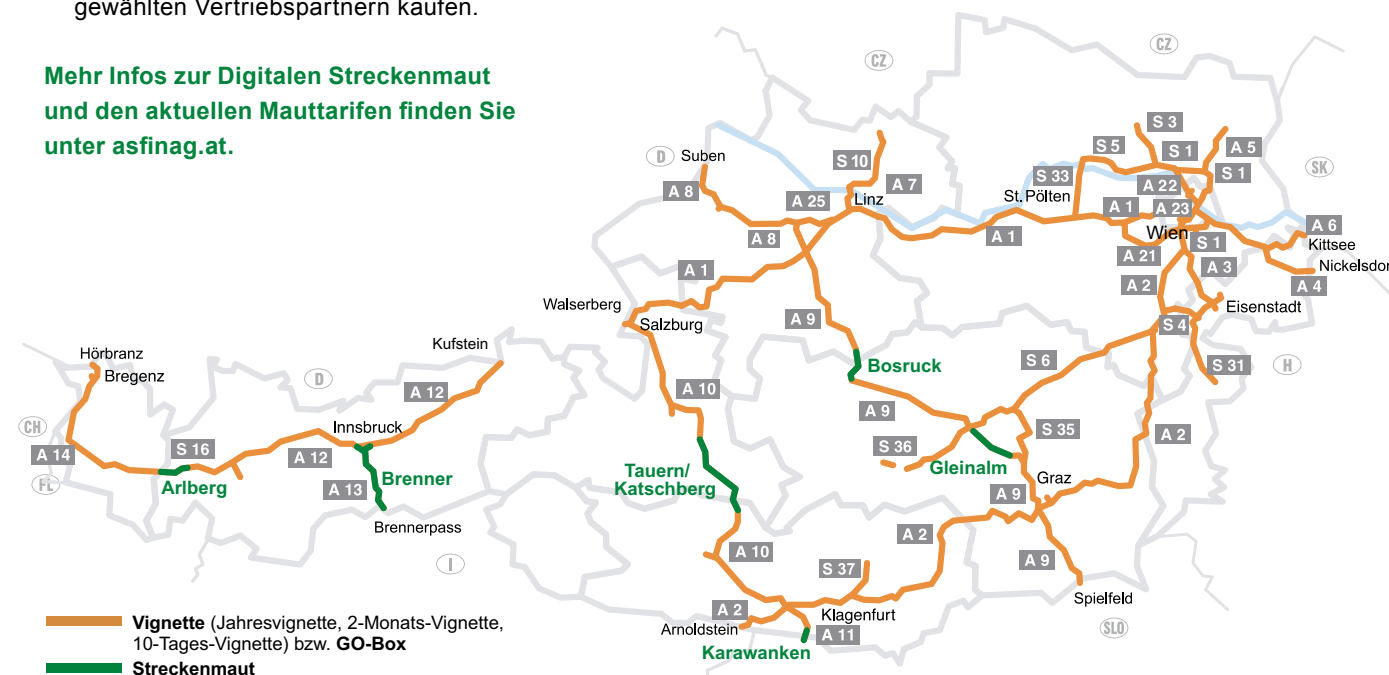 gewählten Vertriebspartnern kaufen.
Mehr Infos zur Digitalen Streckenmaut
und den aktuellen Mauttarifen finden Sie
unter asfinag.at.
CZ
CZ
S 3
S 5
S 1
A 5
D
Suben
S 10
S 33
S 1
SK
A 8
A 7
A 22
A 25
Linz
St. Pölten
A 1
A 23
A 8
A 1
Wien
S 1
A 6
Kittsee
A 21
A 3
Nickelsdor
A 1
A 2
A 4
Walserberg
Salzburg
A 9
S 4
Eisenstadt
Kufstein
Hörbranz
Bregenz
D
Bosruck
S 6
S 31
H
A 12
A 10
A 9
CH
Innsbruck
S 35
A 14
S 16
A 12
S 36
A 2
FL
Arlberg
A 13
Brenner
Tauern/
Katschberg
Gleinalm
Graz
A 9
Brennerpass
A 2
I
A 10
S 37
A 9
Spielfeld
A 2
Klagenfurt
Arnoldstein
A 11
SLO
Karawanken
Vignette (Jahresvignette, 2-Monats-Vignette,
10-Tages-Vignette) bzw. GO-Box
Streckenmaut